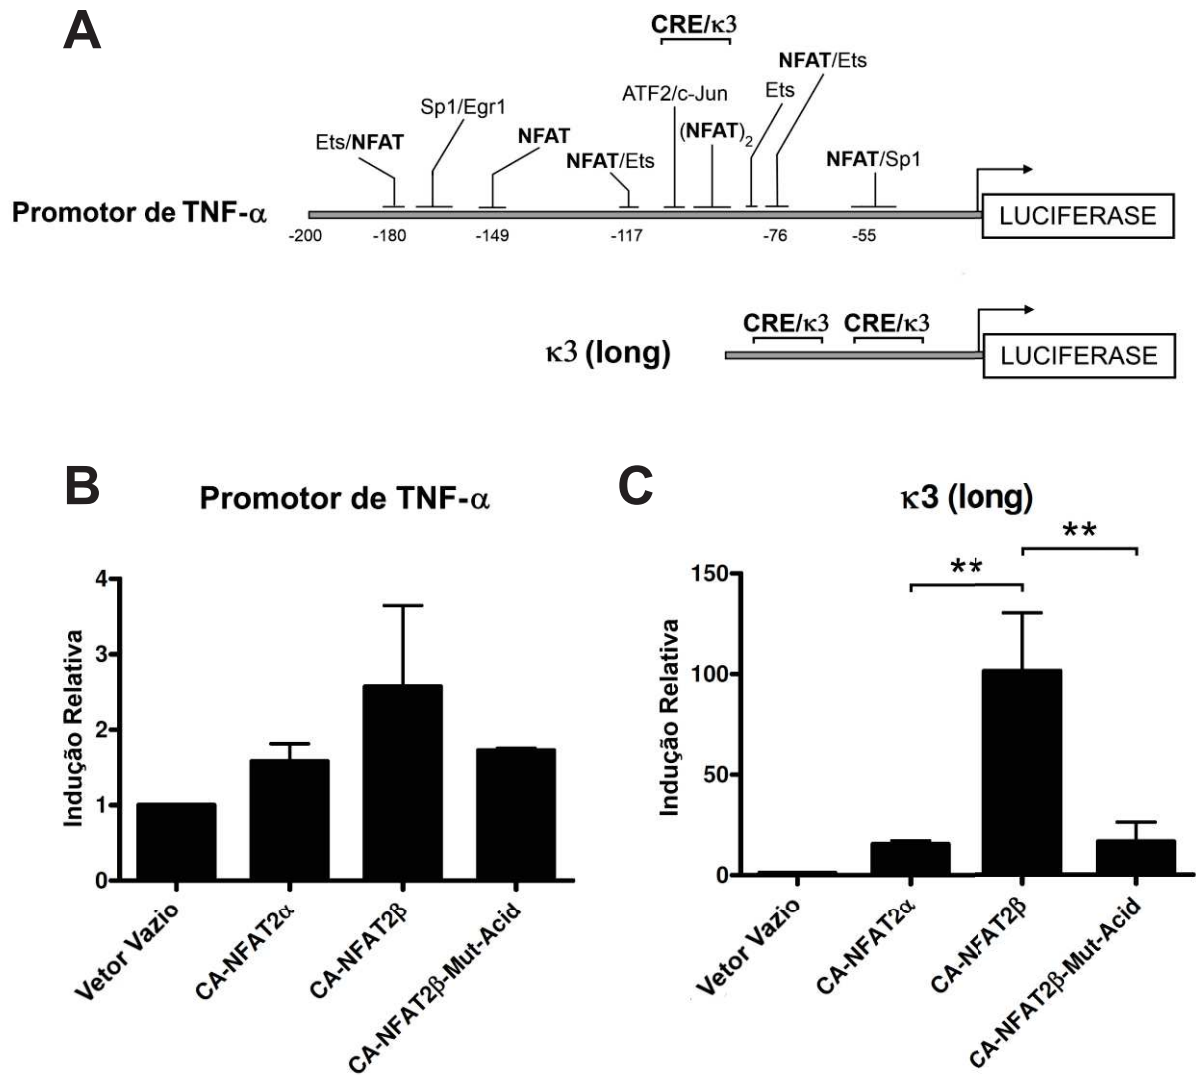 A
CRE/κ3
NFAT/Ets
Ets
ATF2/c-Jun
Sp1/Egr1
(NFAT)2
NFAT
Ets/NFAT
NFAT/Ets
NFAT/Sp1
Promotor de TNF-α
LUCIFERASE
-200 -180 -149 -117 -76 -55
CRE/κ3 CRE/κ3
κ3 (long)
LUCIFERASE
B
Promotor de TNF-α
Indução Relativa
4
3
2
1
0
Vetor Vazio
CA-NFAT2α
CA-NFAT2β
CA-NFAT2β-Mut-Acid
C
κ3 (long)
**
**
Indução Relativa
150
100
50
0
Vetor Vazio
CA-NFAT2α
CA-NFAT2β
CA-NFAT2β-Mut-Acid